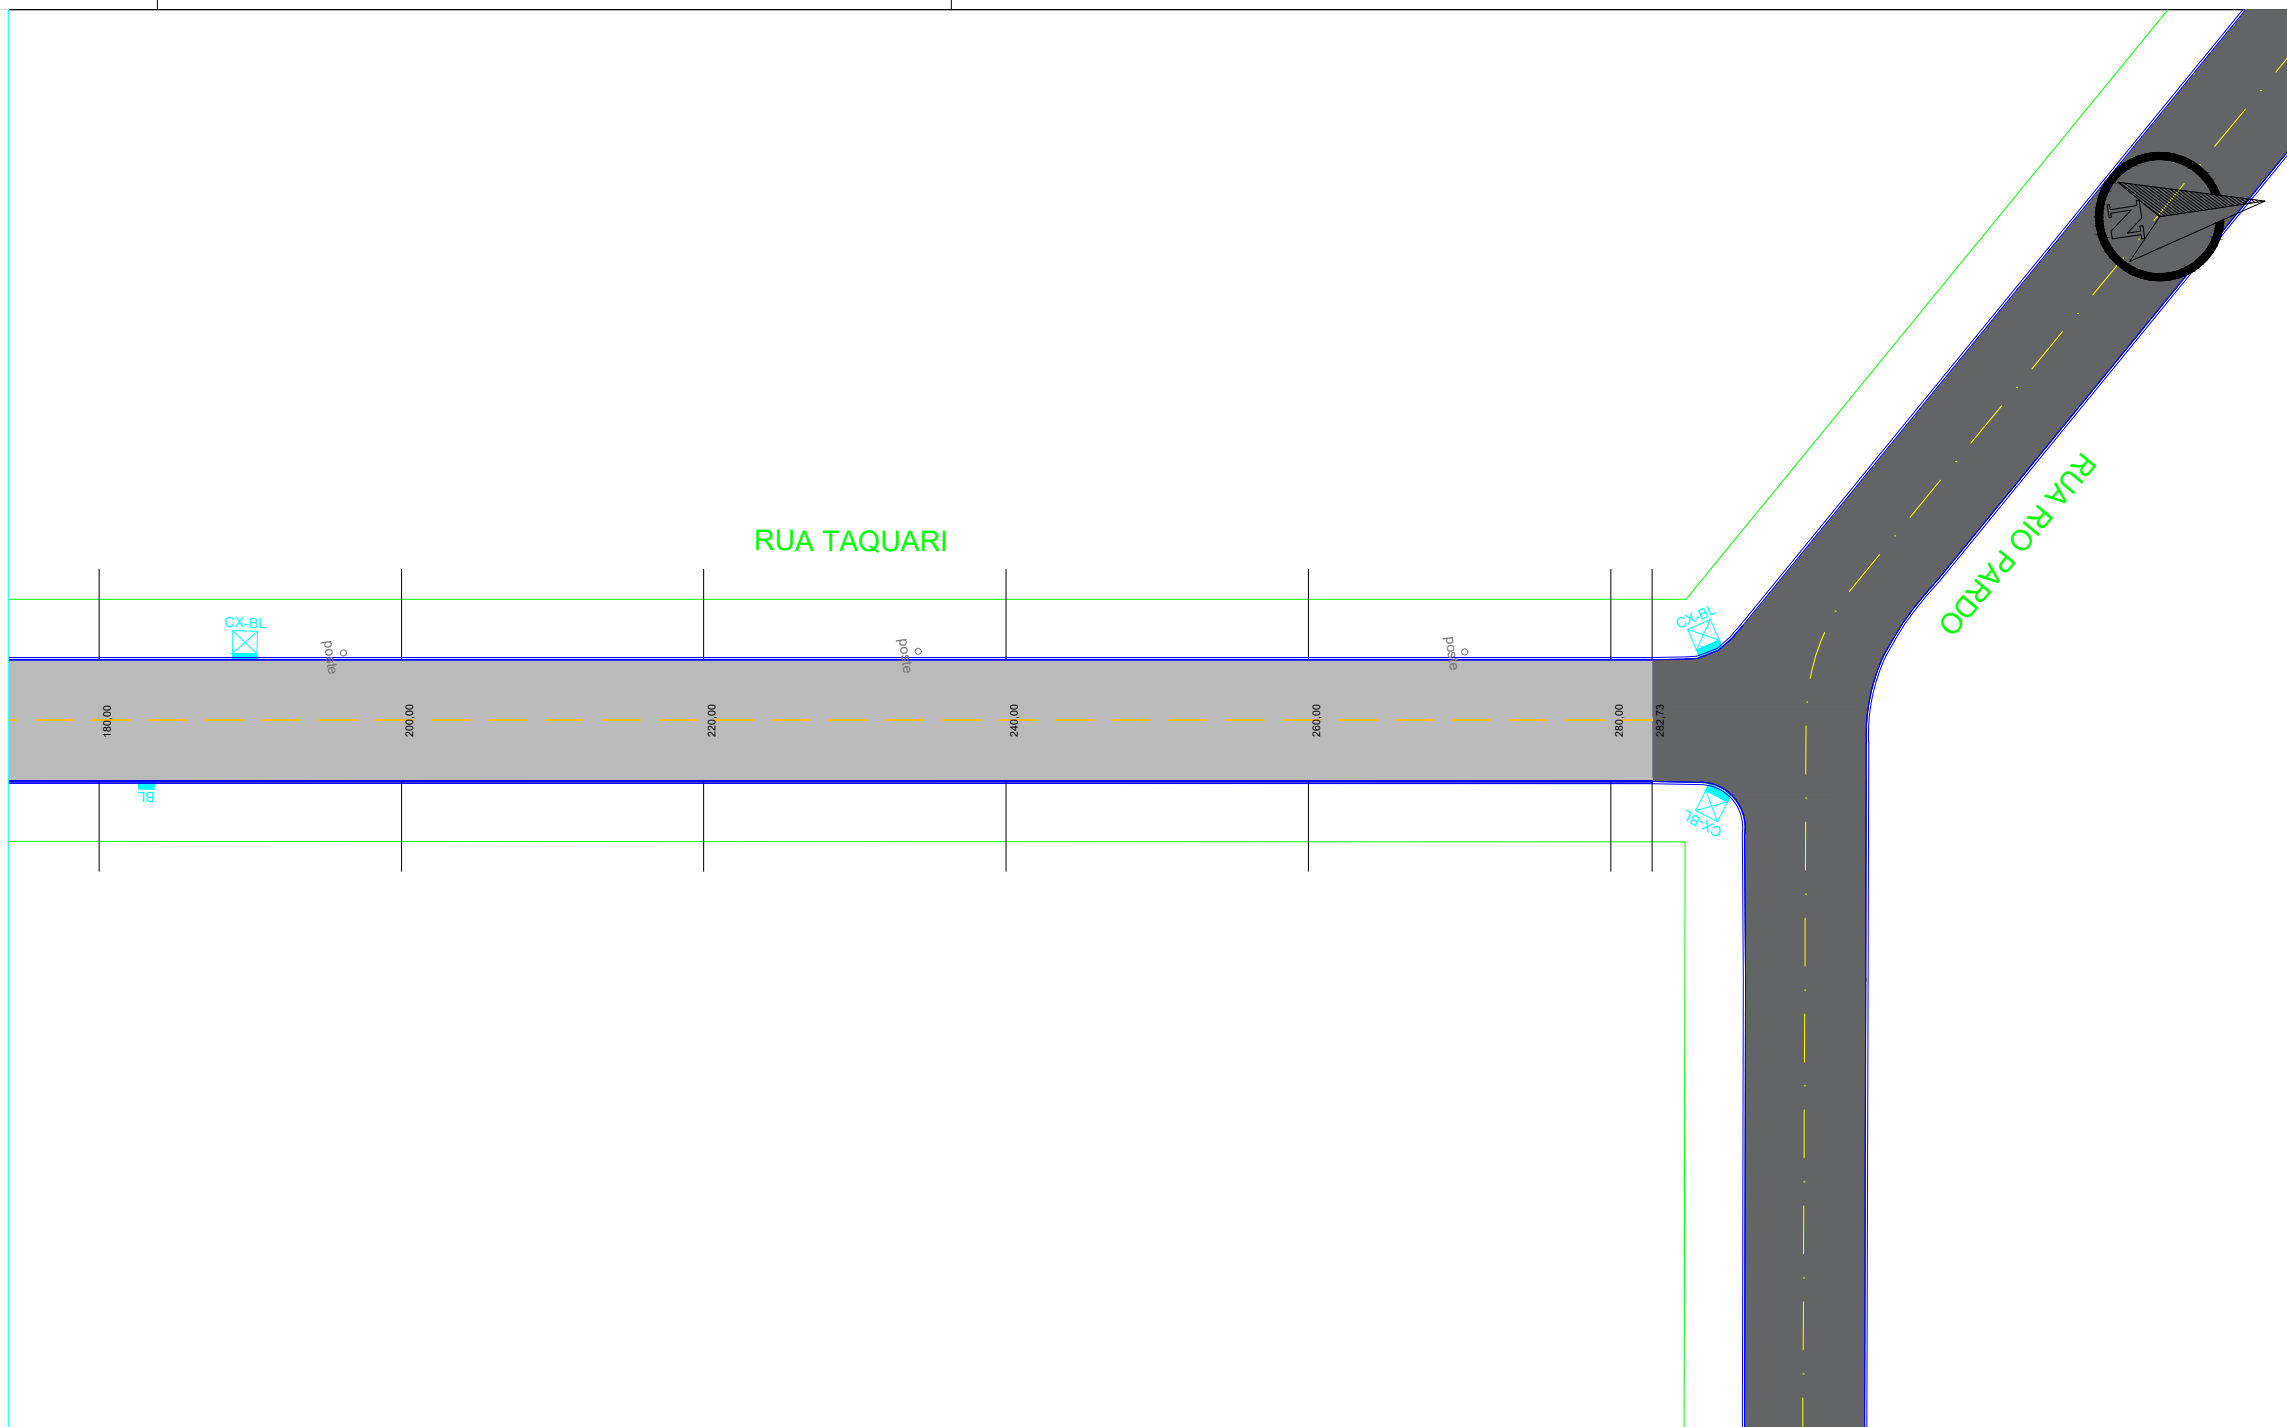 N
RUA RIO PARDO
RUA TAQUARI
CX-BL
CX-BL
poste
poste
poste
180,00
200,00
220,00
240,00
260,00
280,00
282,73
BL
CX-BL